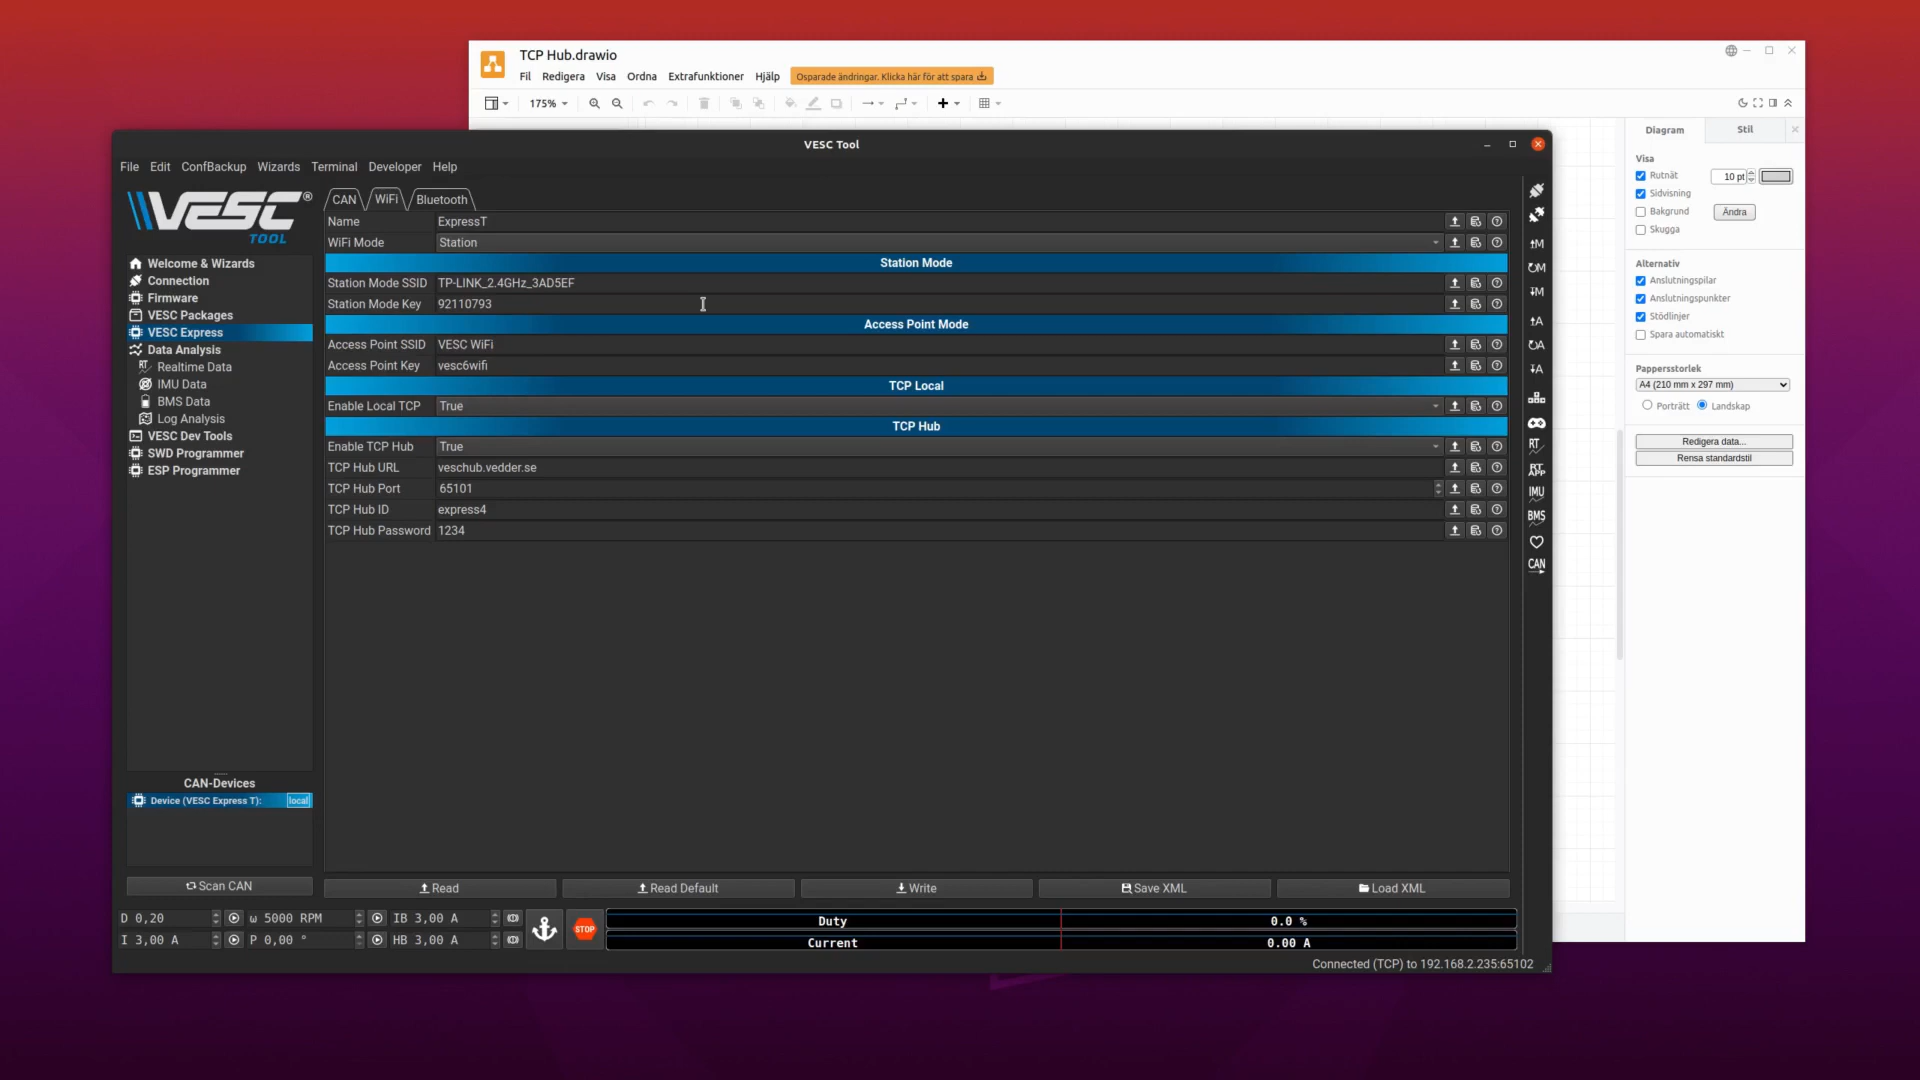 TCP Hub.drawio
Fil Redigera Visa Ordna Extrafunktioner Hjälp Osparade ändringar. Klicka här för att spara
175%
Diagram Stil
Visa
Rutnät 10 pt
Sidvisning
Bakgrund Ändra
Skugga
Alternativ
Anslutningspilar
Anslutningspunkter
Stödlinjer
Spara automatiskt
Pappersstorlek
A4 (210 mm x 297 mm)
Porträtt Landskap
Redigera data...
Rensa standardstil
VESC Tool
File Edit ConfBackup Wizards Terminal Developer Help
VESC®
TOOL
Welcome & Wizards
Connection
Firmware
VESC Packages
VESC Express
Data Analysis
RT Realtime Data
IMU Data
BMS Data
Log Analysis
VESC Dev Tools
SWD Programmer
ESP Programmer
CAN-Devices
Device (VESC Express T): local
Scan CAN
CAN WiFi Bluetooth
Name ExpressT
WiFi Mode Station
Station Mode
Station Mode SSID TP-LINK_2.4GHz_3AD5EF
Station Mode Key 92110793
Access Point Mode
Access Point SSID VESC WiFi
Access Point Key vesc6wifi
TCP Local
Enable Local TCP True
TCP Hub
Enable TCP Hub True
TCP Hub URL veschub.vedder.se
TCP Hub Port 65101
TCP Hub ID express4
TCP Hub Password 1234
Read Read Default Write Save XML Load XML
D 0,20 ω 5000 RPM IB 3,00 A
I 3,00 A P 0,00 ° HB 3,00 A
STOP
Duty 0.0 %
Current 0.00 A
Connected (TCP) to 192.168.2.235:65102
M
M
M
A
A
A
RT
RT
APP
IMU
BMS
CAN